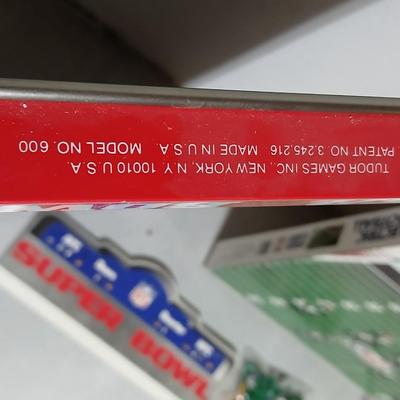 TUDOR GAMES INC., NEW YORK, N.Y. 10010 U.S.A.
PATENT NO. 3,245,216 MADE IN U.S.A. MODEL NO. 600
SUPER BOWL